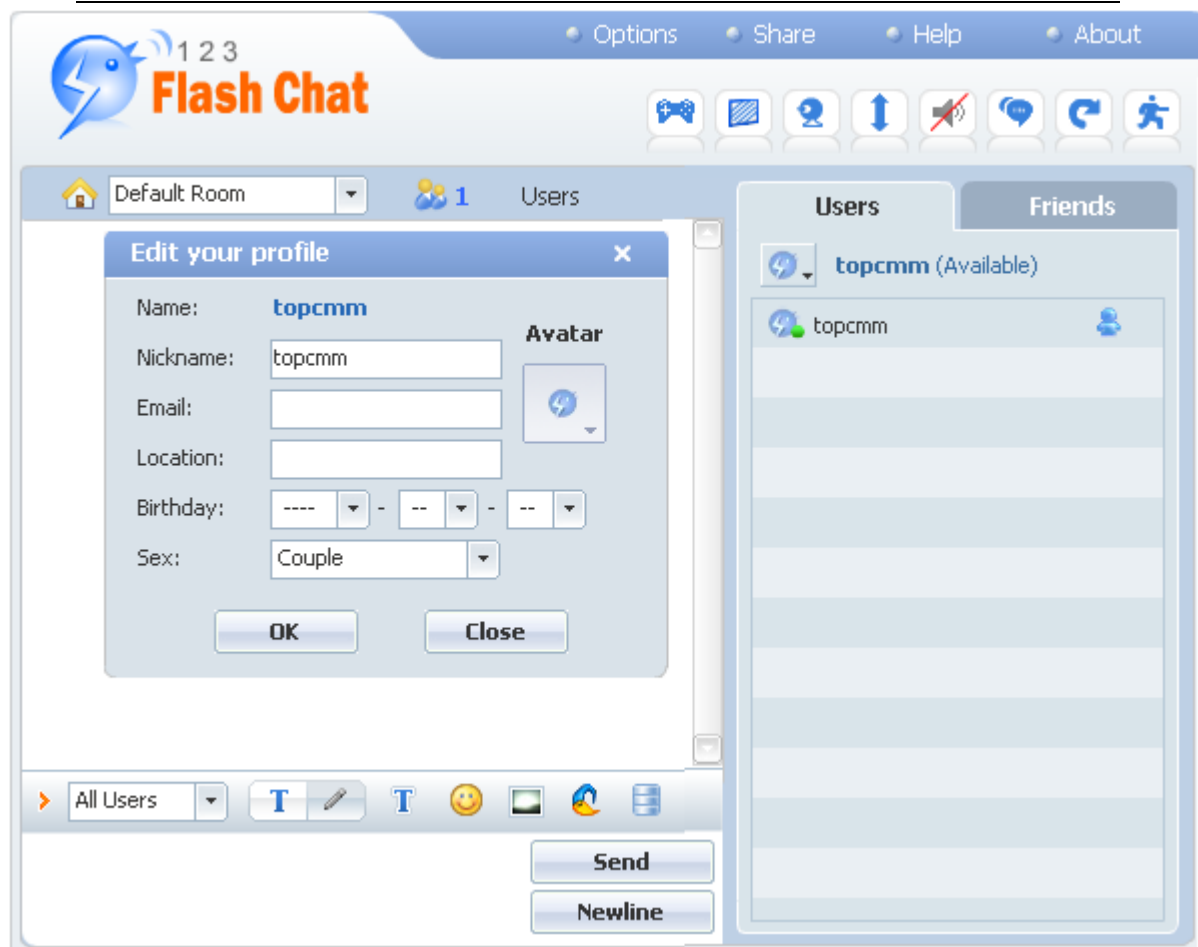 Options Share Help About
123
Flash Chat
Default Room 1 Users
Users Friends
topcmm (Available)
topcmm
Edit your profile
Name: topcmm
Avatar
Nickname: topcmm
Email:
Location:
Birthday: ---- - -- - --
Sex: Couple
OK Close
All Users T T
Send
Newline